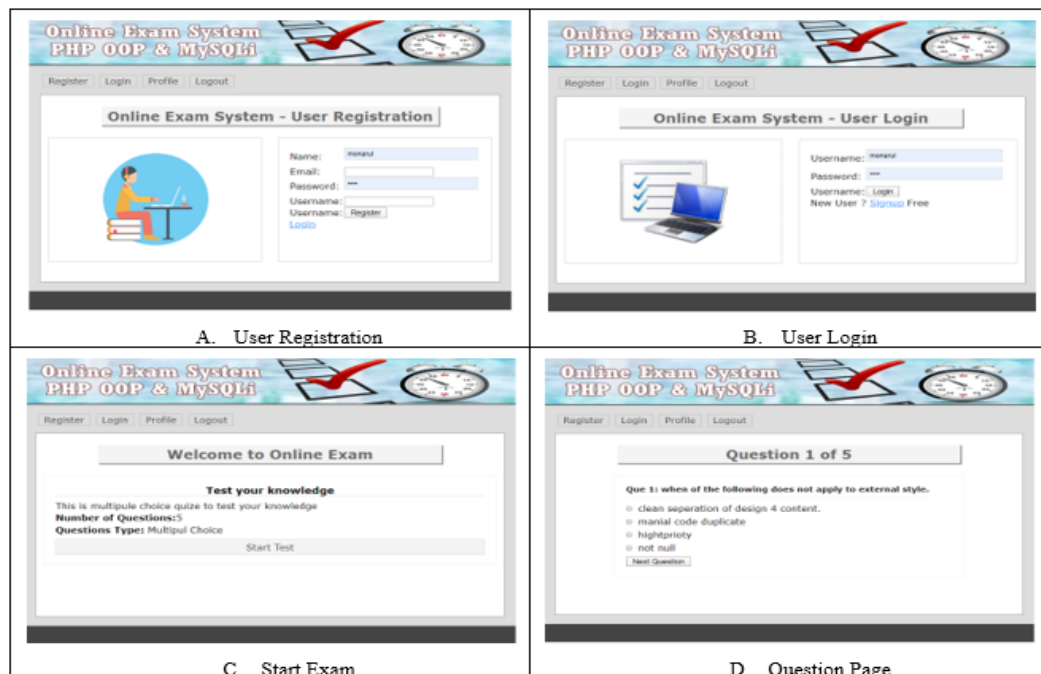 Online Exam System
PHP OOP & MySQLi
Register Login Profile Logout
Online Exam System - User Registration
Name: monarul
Email:
Password: ••••
Username:
Username: Register
Login
A. User Registration
Online Exam System
PHP OOP & MySQLi
Register Login Profile Logout
Online Exam System - User Login
Username: monarul
Password: ••••
Username: Login
New User ? Signup Free
B. User Login
Online Exam System
PHP OOP & MySQLi
Register Login Profile Logout
Welcome to Online Exam
Test your knowledge
This is multipule choice quize to test your knowledge
Number of Questions:5
Questions Type: Multipul Choice
Start Test
C. Start Exam
Online Exam System
PHP OOP & MySQLi
Register Login Profile Logout
Question 1 of 5
Que 1: when of the following does not apply to external style.
clean seperation of design 4 content.
manial code duplicate
hightprioty
not null
Next Question
D. Question Page